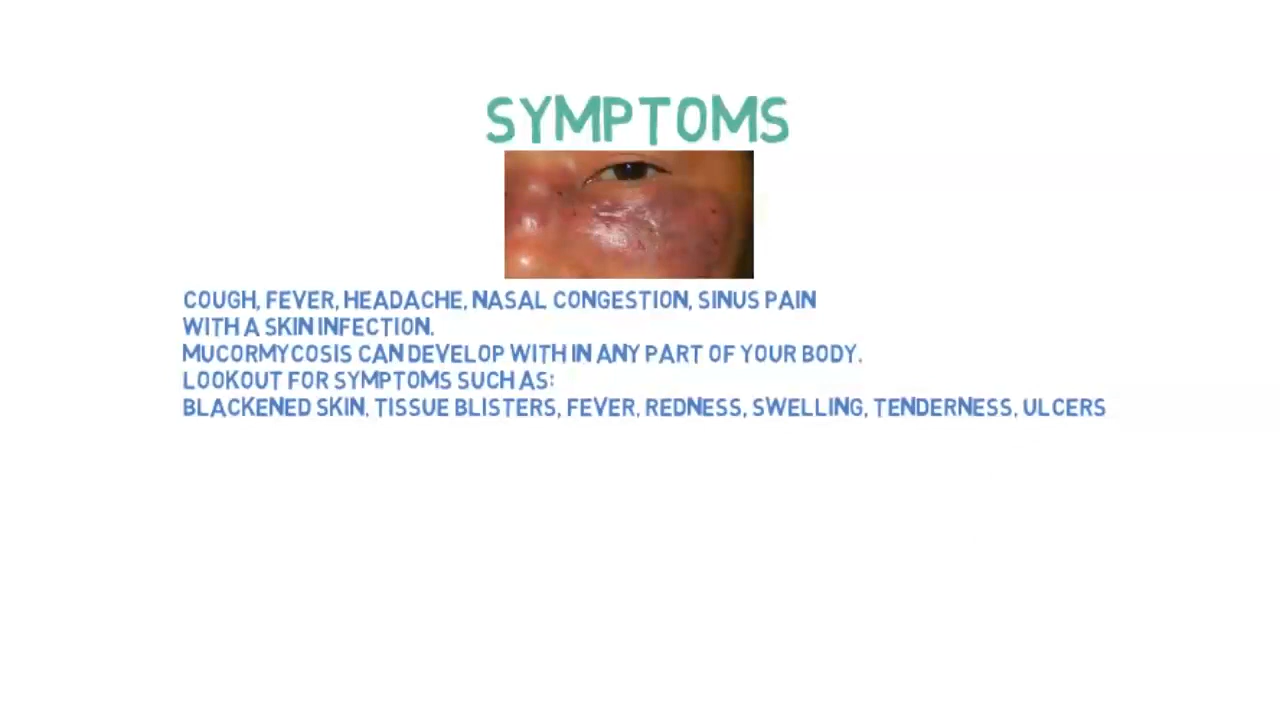 SYMPTOMS
COUGH, FEVER, HEADACHE, NASAL CONGESTION, SINUS PAIN
WITH A SKIN INFECTION.
MUCORMYCOSIS CAN DEVELOP WITH IN ANY PART OF YOUR BODY.
LOOKOUT FOR SYMPTOMS SUCH AS:
BLACKENED SKIN, TISSUE BLISTERS, FEVER, REDNESS, SWELLING, TENDERNESS, ULCERS